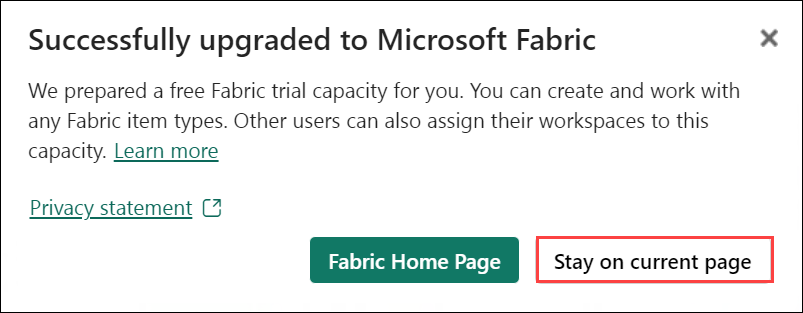 Successfully upgraded to Microsoft Fabric
We prepared a free Fabric trial capacity for you. You can create and work with
any Fabric item types. Other users can also assign their workspaces to this
capacity. Learn more
Privacy statement
Fabric Home Page
Stay on current page